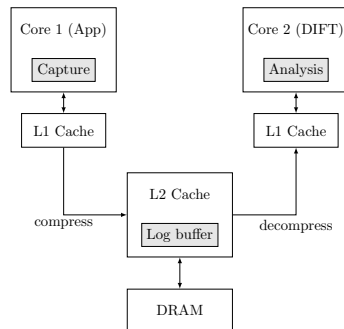 Core 1 (App)
Capture
Core 2 (DIFT)
Analysis
L1 Cache
L1 Cache
L2 Cache
Log buffer
compress
decompress
DRAM